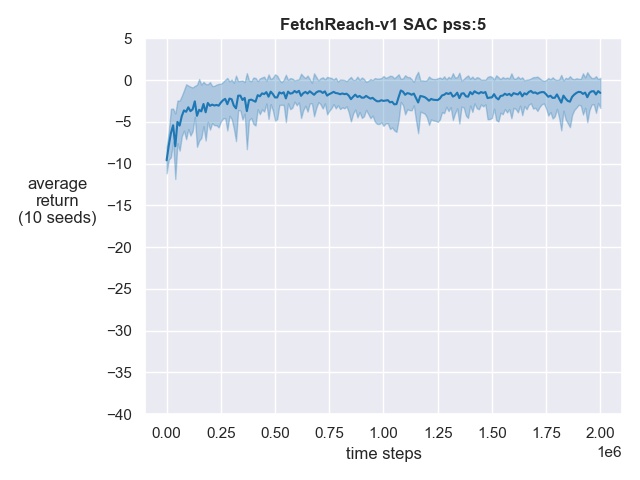 FetchReach-v1 SAC pss:5
5
0
−5
−10
−15
−20
−25
−30
−35
−40
average
return
(10 seeds)
0.00 0.25 0.50 0.75 1.00 1.25 1.50 1.75 2.00
1e6
time steps